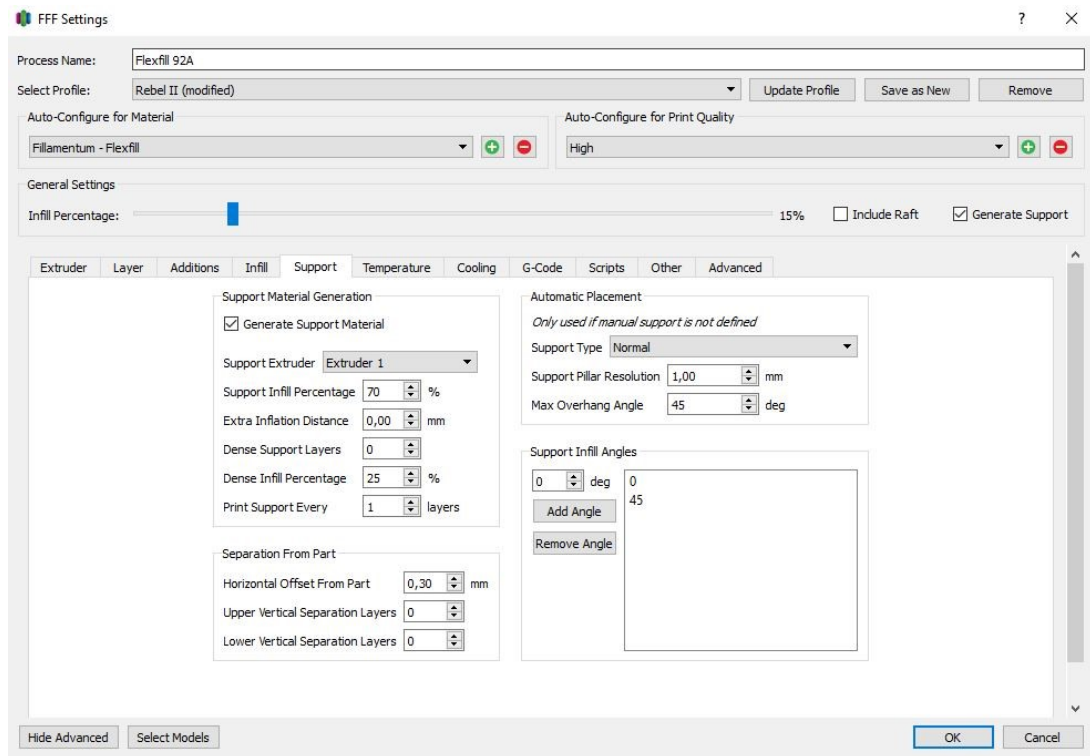 FFF Settings ?
Process Name: Flexfill 92A
Select Profile: Rebel II (modified) Update Profile Save as New Remove
Auto-Configure for Material
Fillamentum - Flexfill
Auto-Configure for Print Quality
High
General Settings
Infill Percentage: 15% Include Raft Generate Support
Extruder Layer Additions Infill Support Temperature Cooling G-Code Scripts Other Advanced
Support Material Generation
Generate Support Material
Support Extruder Extruder 1
Support Infill Percentage 70 %
Extra Inflation Distance 0,00 mm
Dense Support Layers 0
Dense Infill Percentage 25 %
Print Support Every 1 layers
Separation From Part
Horizontal Offset From Part 0,30 mm
Upper Vertical Separation Layers 0
Lower Vertical Separation Layers 0
Automatic Placement
Only used if manual support is not defined
Support Type Normal
Support Pillar Resolution 1,00 mm
Max Overhang Angle 45 deg
Support Infill Angles
0 deg
Add Angle
Remove Angle
0
45
Hide Advanced Select Models OK Cancel